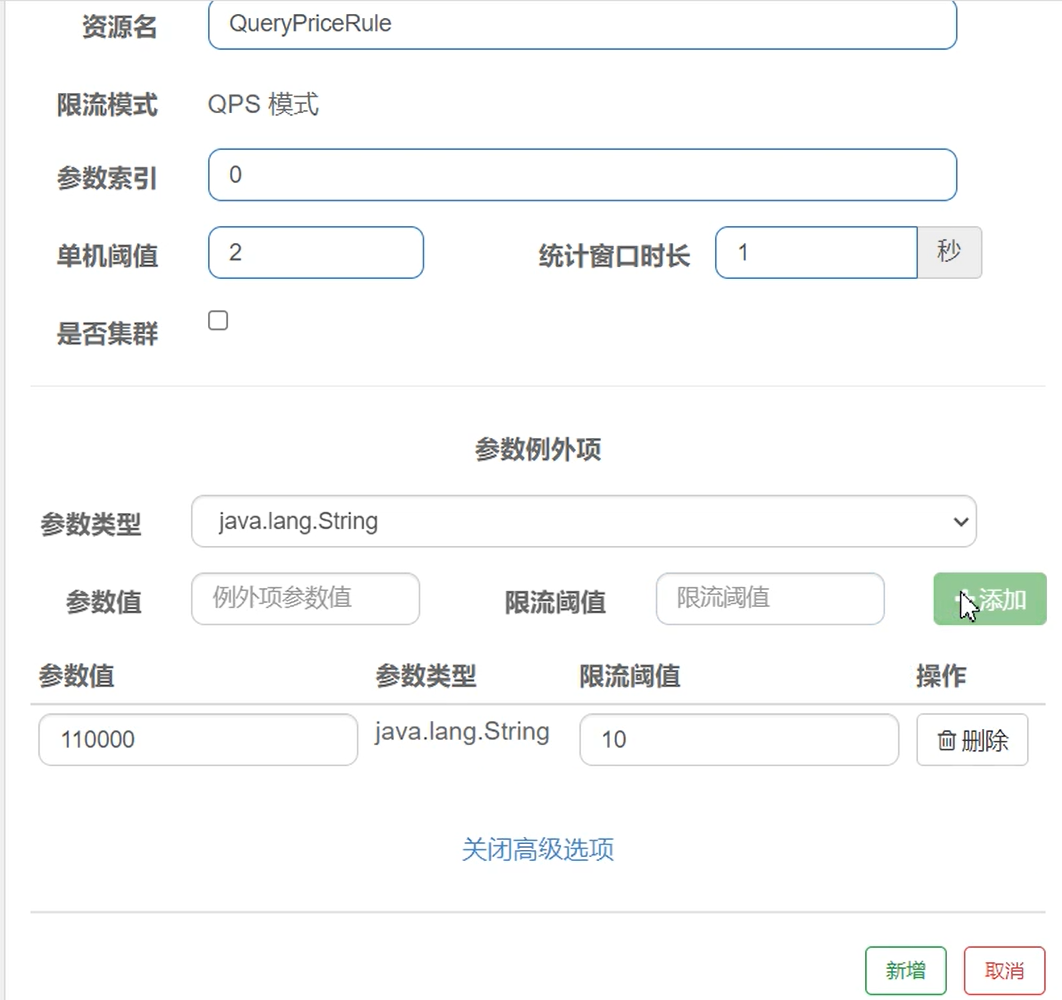 资源名 QueryPriceRule
限流模式 QPS 模式
参数索引 0
单机阈值 2 统计窗口时长 1 秒
是否集群
参数例外项
参数类型 java.lang.String
参数值 例外项参数值 限流阈值 限流阈值 添加
参数值 参数类型 限流阈值 操作
110000 java.lang.String 10 删除
关闭高级选项
新增 取消